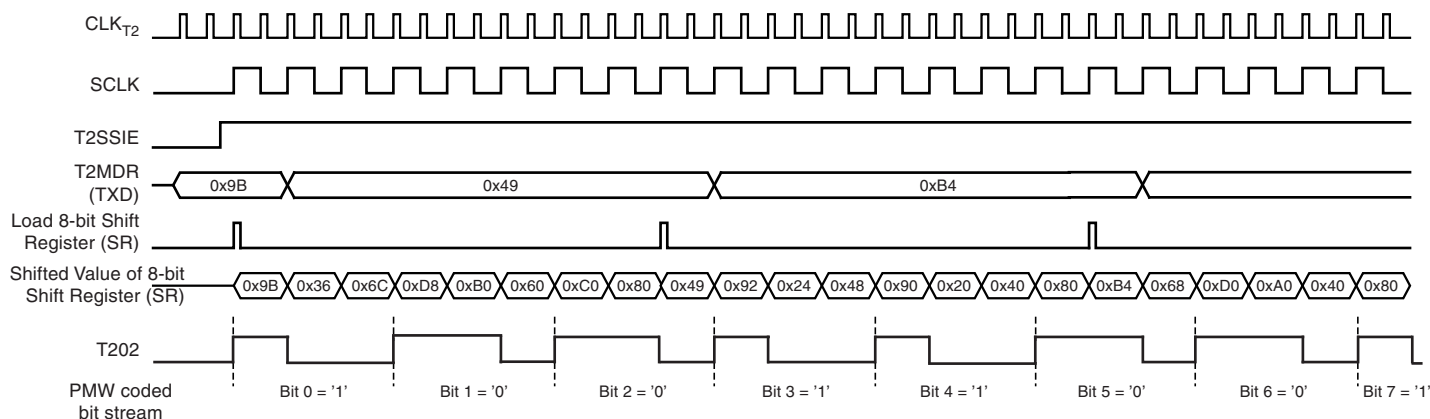 CLKT2
SCLK
T2SSIE
T2MDR
(TXD)
0x9B 0x49 0xB4
Load 8-bit Shift
Register (SR)
Shifted Value of 8-bit
Shift Register (SR)
0x9B 0x36 0x6C 0xD8 0xB0 0x60 0xC0 0x80 0x49 0x92 0x24 0x48 0x90 0x20 0x40 0x80 0xB4 0x68 0xD0 0xA0 0x40 0x80
T202
PMW coded
bit stream
Bit 0 = '1' Bit 1 = '0' Bit 2 = '0' Bit 3 = '1' Bit 4 = '1' Bit 5 = '0' Bit 6 = '0' Bit 7 = '1'